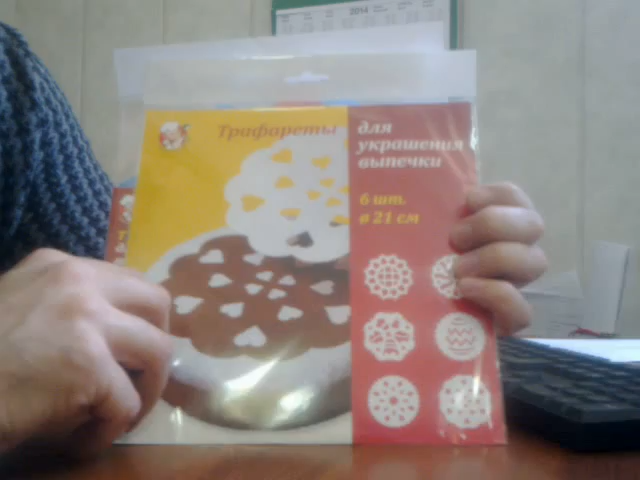 2014
Трафареты
для
украшения
выпечки
6 шт.
ø 21 см